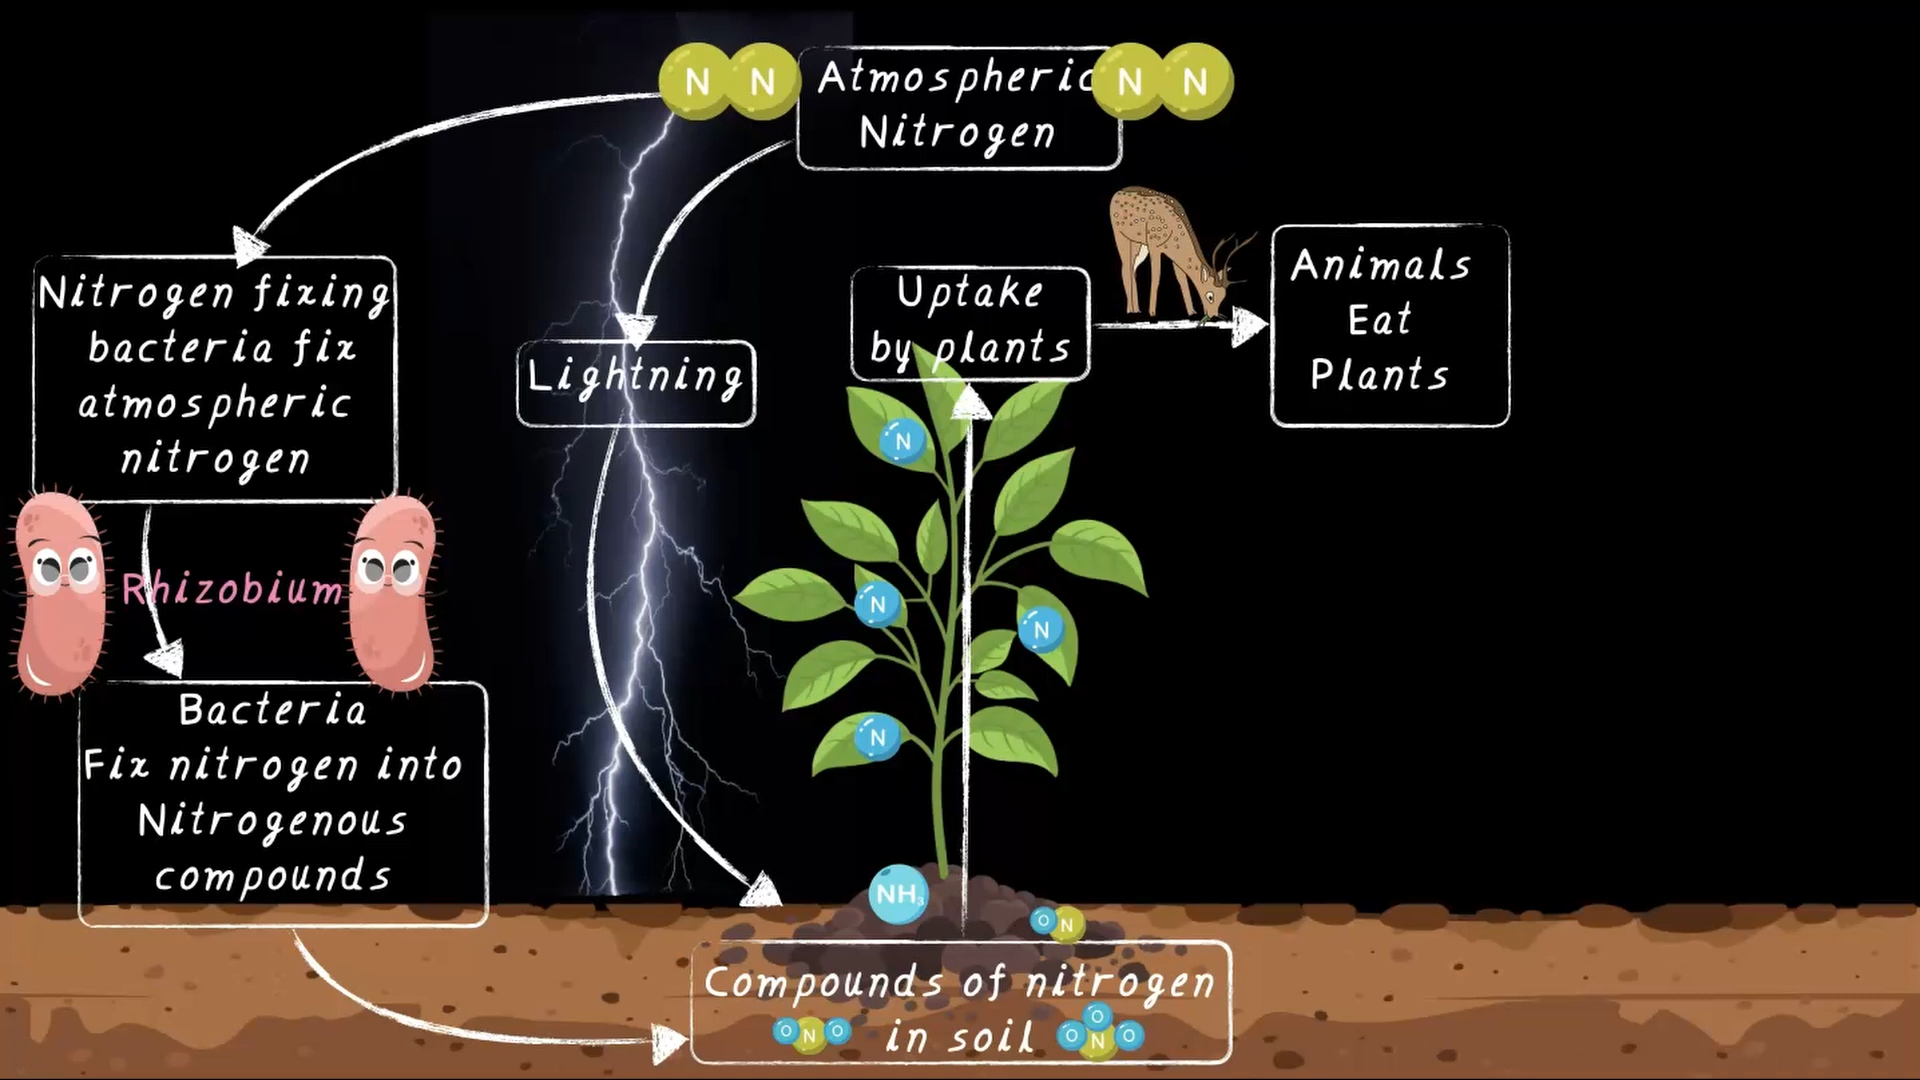 N N
Atmospheric
Nitrogen
N N
Nitrogen fixing
bacteria fix
atmospheric
nitrogen
Lightning
Uptake
by plants
Animals
Eat
Plants
N
Rhizobium
N
N
N
Bacteria
Fix nitrogen into
Nitrogenous
compounds
NH₃
O N
Compounds of nitrogen
in soil
O N O
O
O N O